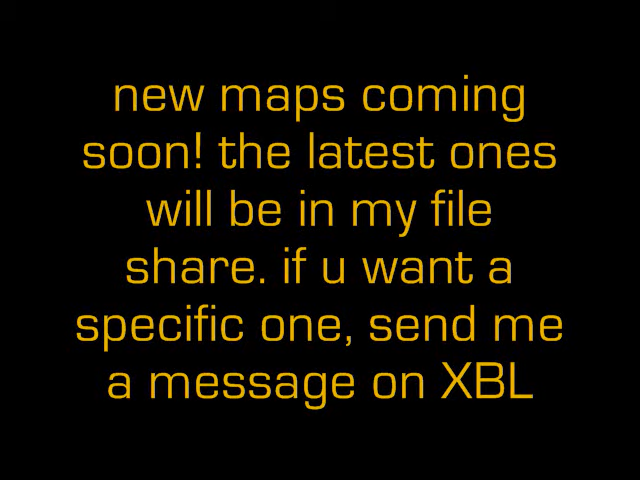 new maps coming
soon! the latest ones
will be in my file
share. if u want a
specific one, send me
a message on XBL